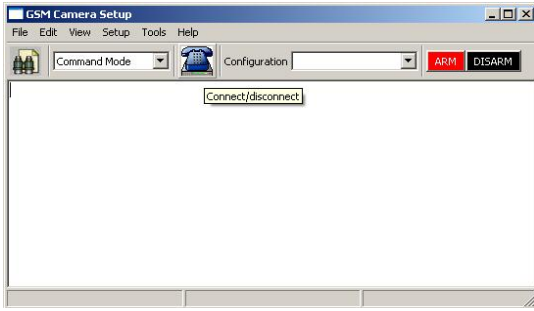 GSM Camera Setup
File Edit View Setup Tools Help
Command Mode Configuration ARM DISARM
Connect/disconnect